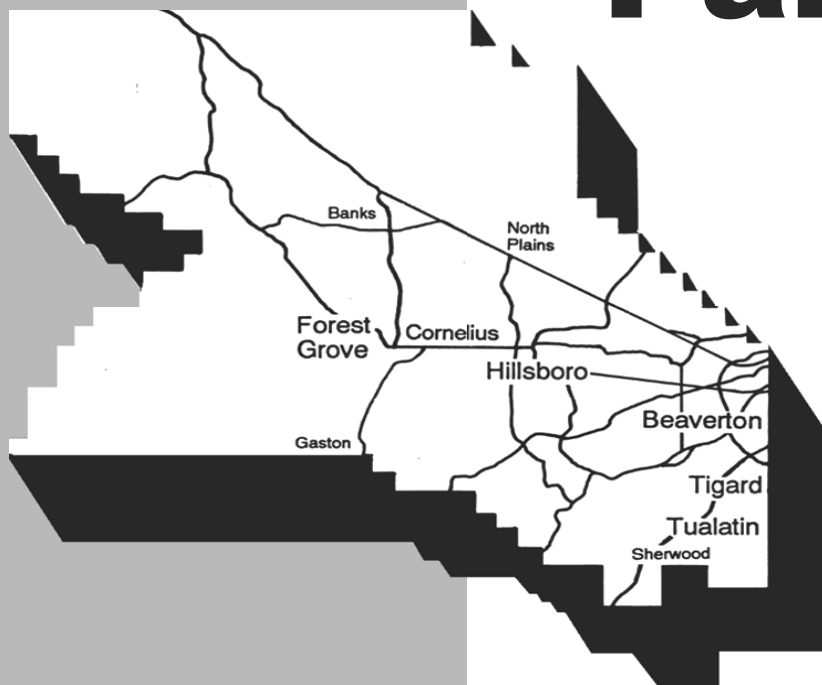 Banks
North
Plains
Forest
Grove
Cornelius
Hillsboro
Beaverton
Gaston
Tigard
Tualatin
Sherwood